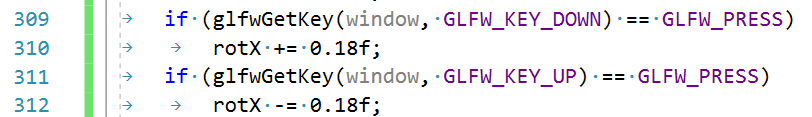 309 if (glfwGetKey(window, GLFW_KEY_DOWN) == GLFW_PRESS)
310 rotX += 0.18f;
311 if (glfwGetKey(window, GLFW_KEY_UP) == GLFW_PRESS)
312 rotX -= 0.18f;